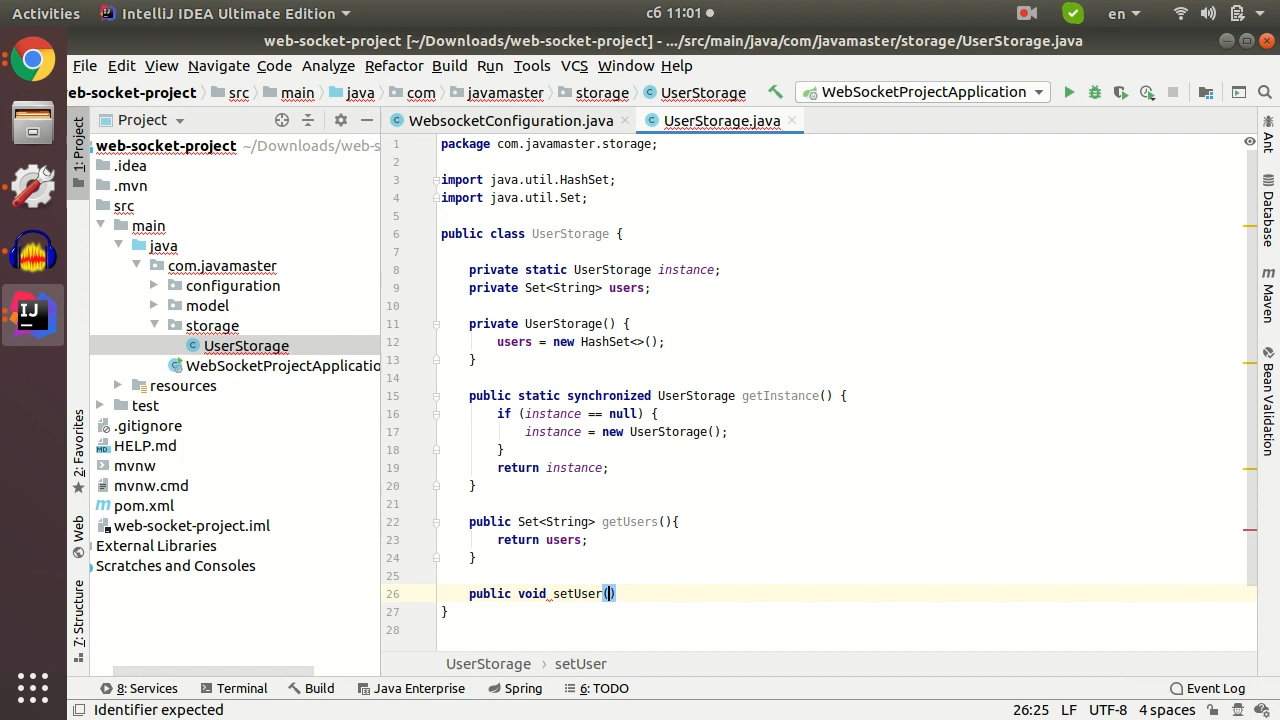 Activities IntelliJ IDEA Ultimate Edition сб 11:01 en
web-socket-project [~/Downloads/web-socket-project] - .../src/main/java/com/javamaster/storage/UserStorage.java
File Edit View Navigate Code Analyze Refactor Build Run Tools VCS Window Help
eb-socket-project src main java com javamaster storage UserStorage WebSocketProjectApplication
1: Project
Project
WebsocketConfiguration.java UserStorage.java
web-socket-project ~/Downloads/web-s
.idea
.mvn
src
main
java
com.javamaster
configuration
model
storage
UserStorage
WebSocketProjectApplicatio
resources
test
.gitignore
HELP.md
mvnw
mvnw.cmd
pom.xml
web-socket-project.iml
External Libraries
Scratches and Consoles
2: Favorites
Web
7: Structure
1 package com.javamaster.storage;
2
3 import java.util.HashSet;
4 import java.util.Set;
5
6 public class UserStorage {
7
8 private static UserStorage instance;
9 private Set<String> users;
10
11 private UserStorage() {
12 users = new HashSet<>();
13 }
14
15 public static synchronized UserStorage getInstance() {
16 if (instance == null) {
17 instance = new UserStorage();
18 }
19 return instance;
20 }
21
22 public Set<String> getUsers(){
23 return users;
24 }
25
26 public void setUser()
27 }
28
Ant
Database
Maven
Bean Validation
UserStorage › setUser
8: Services Terminal Build Java Enterprise Spring 6: TODO Event Log
Identifier expected 26:25 LF UTF-8 4 spaces